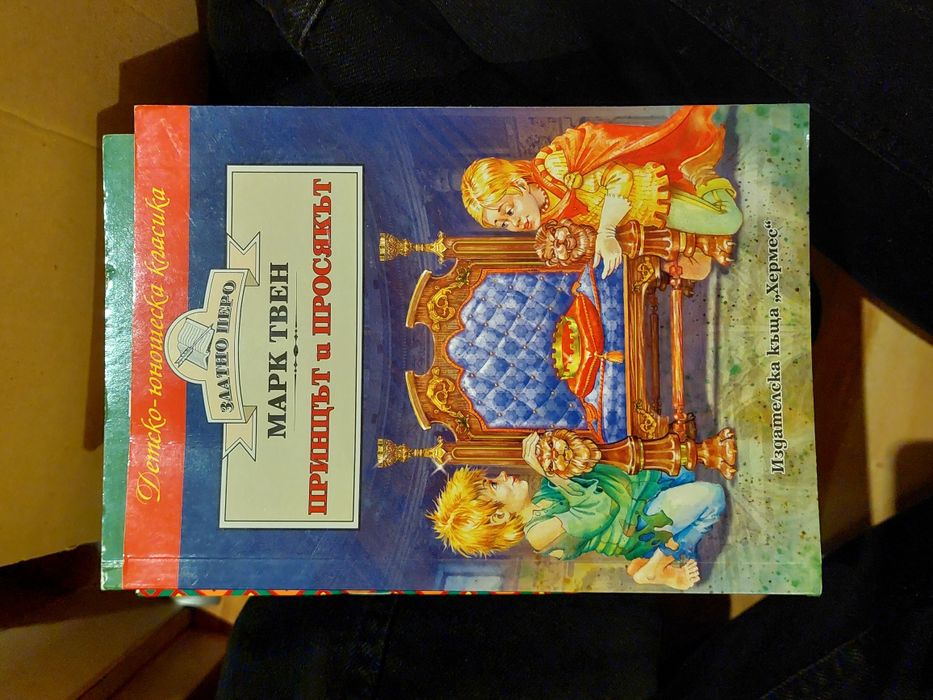 Детско-юношеска класика
ЗЛАТНО ПЕРО
МАРК ТВЕН
ПРИНЦЪТ и ПРОСЯКЪТ
Издателска къща „Хермес“